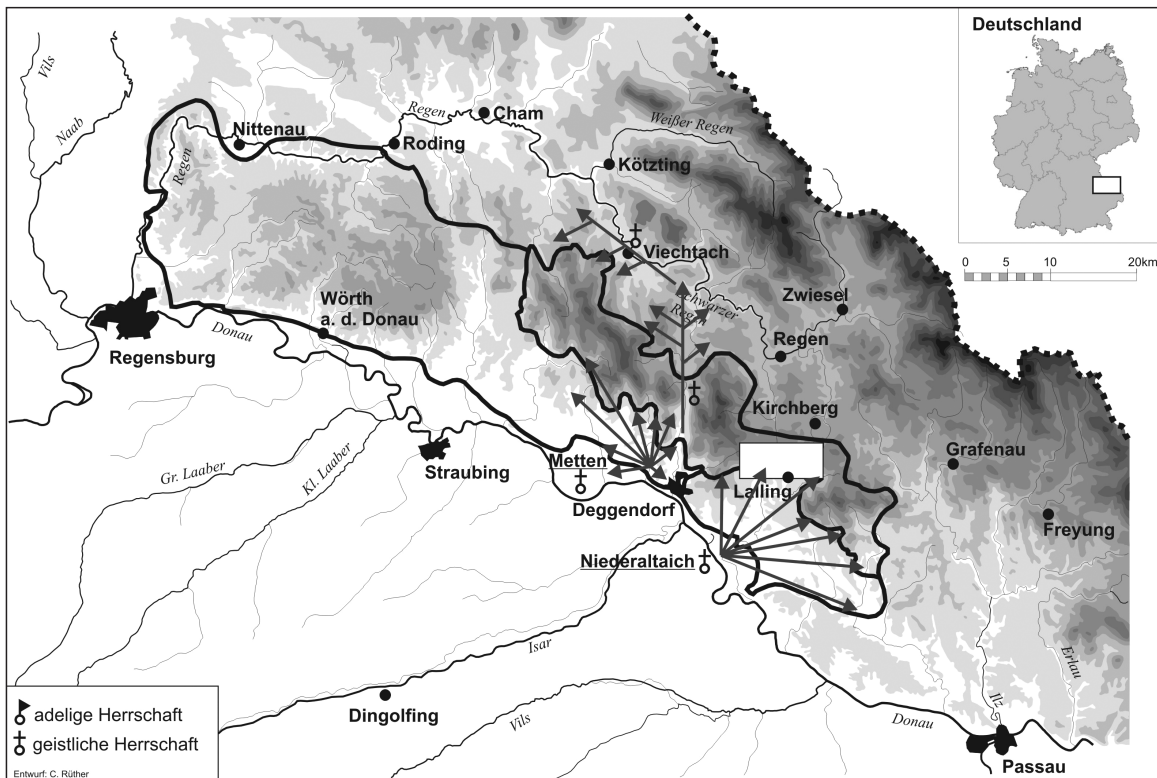 Deutschland
0 5 10 20km
Vils
Naab
Regen
Nittenau
Regen
Roding
Cham
Weißer Regen
Kötzting
Viechtach
Schwarzer
Regen
Zwiesel
Regen
Kirchberg
Grafenau
Freyung
Lalling
Wörth
a. d. Donau
Regensburg
Donau
Straubing
Gr. Laaber
Kl. Laaber
Metten
Deggendorf
Niederaltaich
Isar
Dingolfing
Vils
Donau
Ilz
Erlau
Passau
adelige Herrschaft
geistliche Herrschaft
Entwurf: C. Rüther